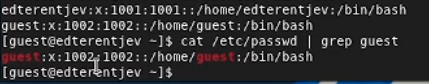 edterentjev:x:1001:1001::/home/edterentjev:/bin/bash
guest:x:1002:1002::/home/guest:/bin/bash
[guest@edterentjev ~]$ cat /etc/passwd | grep guest
guest:x:1002:1002::/home/guest:/bin/bash
[guest@edterentjev ~]$